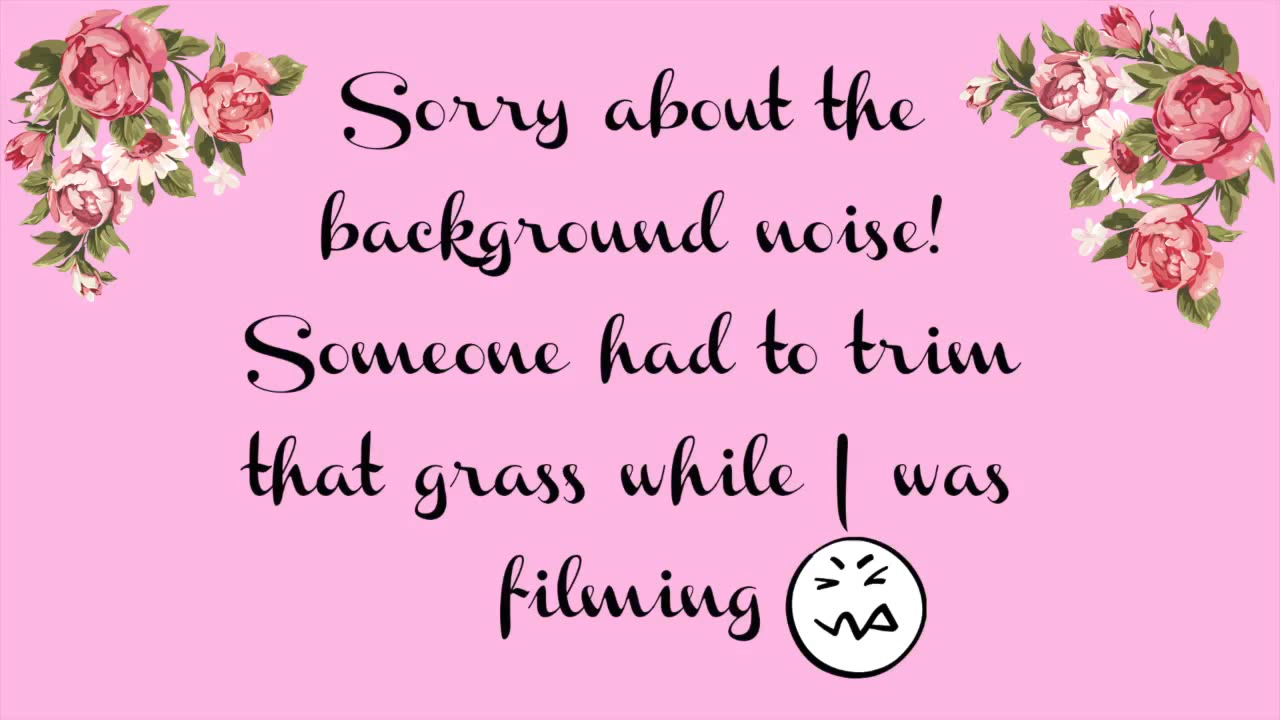 Sorry about the
background noise!
Someone had to trim
that grass while I was
filming